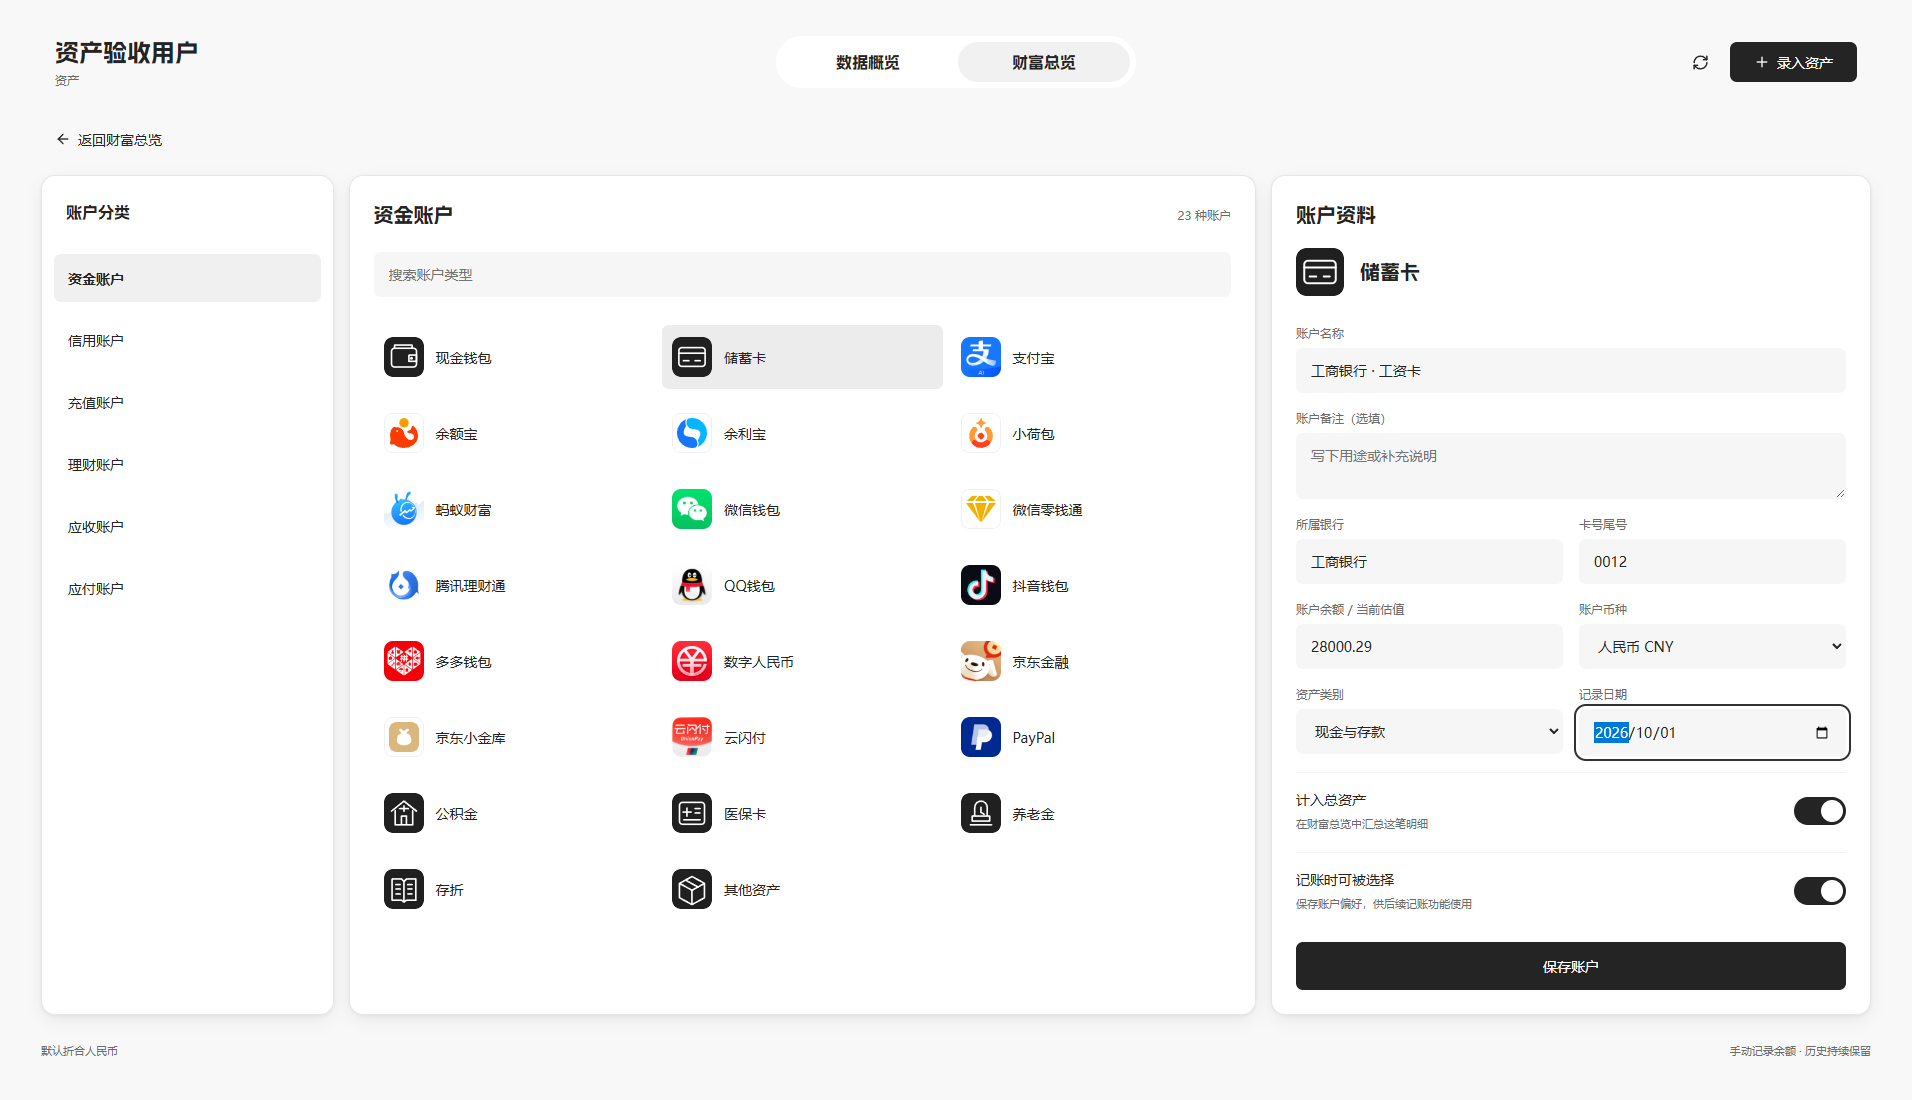 资产验收用户
资产
数据概览
财富总览
录入资产
返回财富总览
账户分类
资金账户
信用账户
充值账户
理财账户
应收账户
应付账户
资金账户
23 种账户
搜索账户类型
现金钱包
储蓄卡
支付宝
余额宝
余利宝
小荷包
蚂蚁财富
微信钱包
微信零钱通
腾讯理财通
QQ钱包
抖音钱包
多多钱包
数字人民币
京东金融
京东小金库
云闪付
PayPal
公积金
医保卡
养老金
存折
其他资产
账户资料
储蓄卡
账户名称
工商银行 · 工资卡
账户备注（选填）
写下用途或补充说明
所属银行
卡号尾号
工商银行
0012
账户余额 / 当前估值
账户币种
28000.29
人民币 CNY
资产类别
记录日期
现金与存款
2026/10/01
计入总资产
在财富总览中汇总这笔明细
记账时可被选择
保存账户偏好，供后续记账功能使用
保存账户
默认折合人民币
手动记录余额 · 历史持续保留